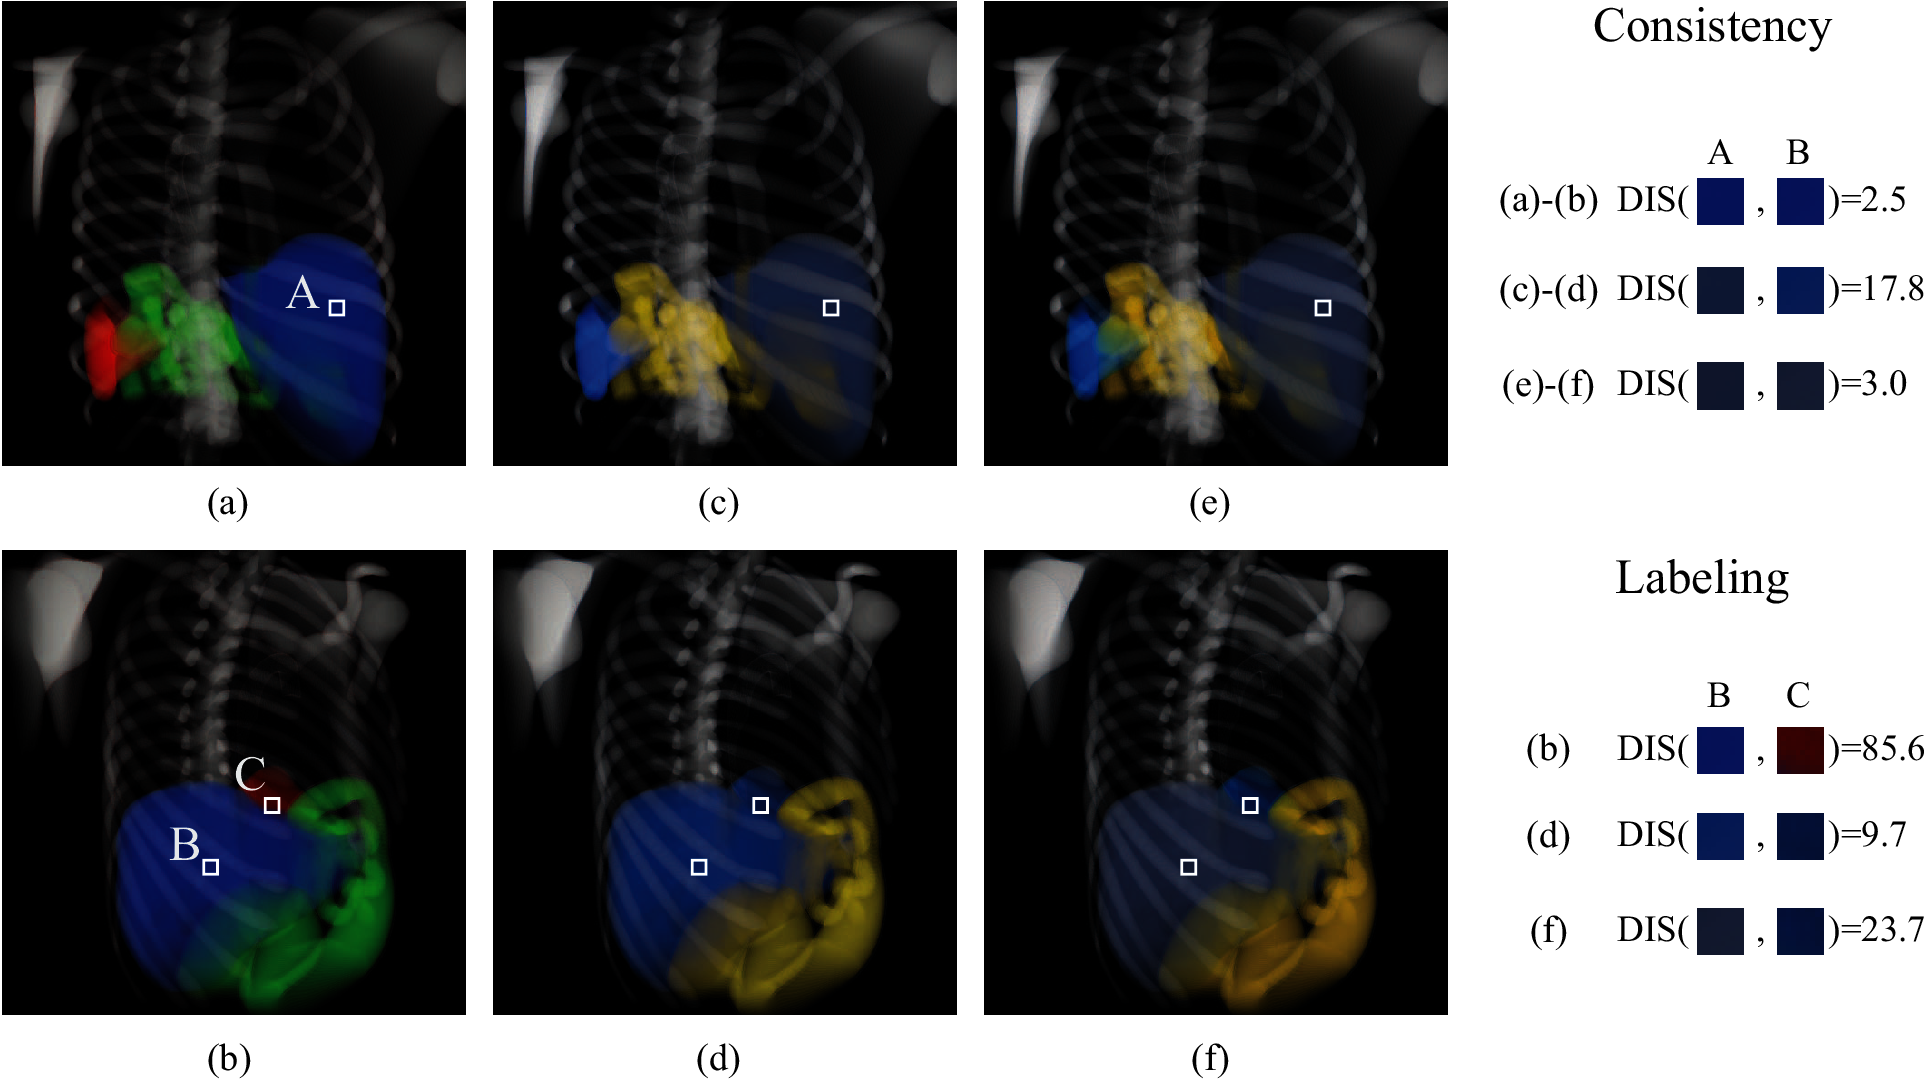 Consistency
A B
(a)-(b) DIS( , )=2.5
(c)-(d) DIS( , )=17.8
(e)-(f) DIS( , )=3.0
A
(a) (c) (e)
Labeling
B C
(b) DIS( , )=85.6
(d) DIS( , )=9.7
(f) DIS( , )=23.7
C
B
(b) (d) (f)